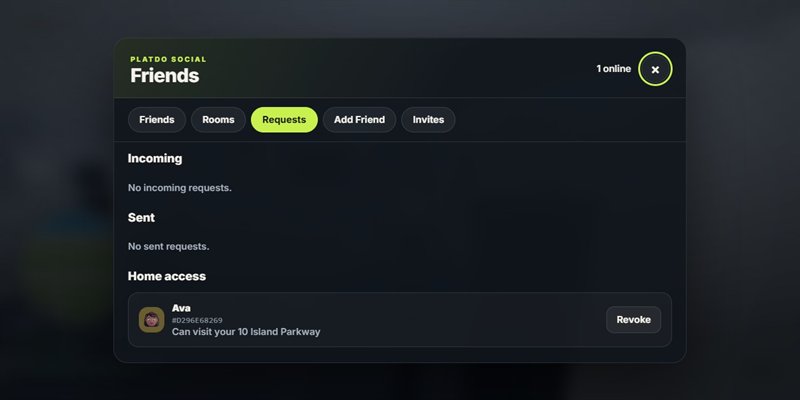 PLATDO SOCIAL
Friends
1 online
×
Friends
Rooms
Requests
Add Friend
Invites
Incoming
No incoming requests.
Sent
No sent requests.
Home access
Ava
#D296E68269
Can visit your 10 Island Parkway
Revoke